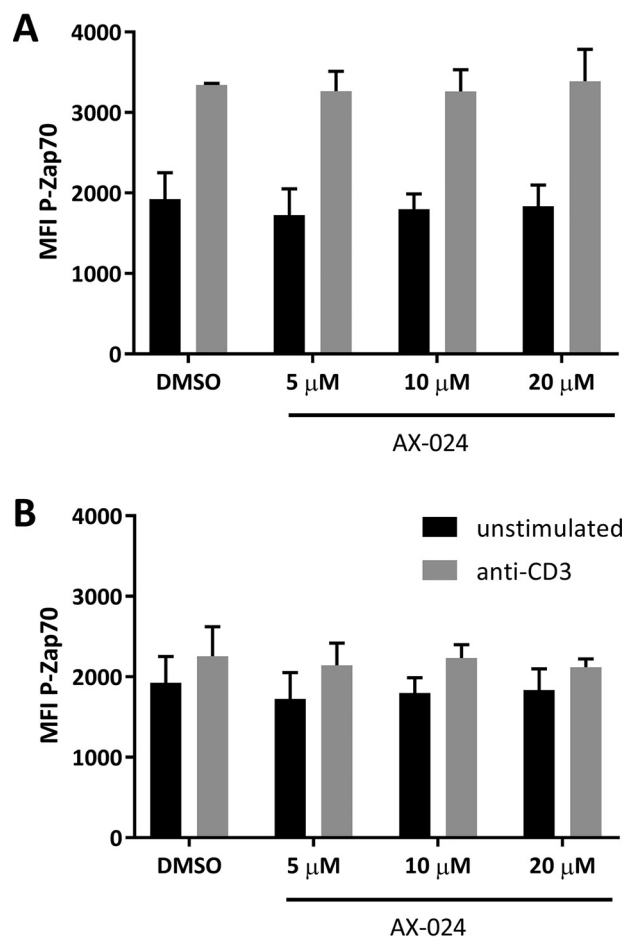 A
4000
3000
2000
1000
0
MFI P-Zap70
DMSO 5 μM 10 μM 20 μM
AX-024
B
4000
3000
2000
1000
0
MFI P-Zap70
unstimulated
anti-CD3
DMSO 5 μM 10 μM 20 μM
AX-024